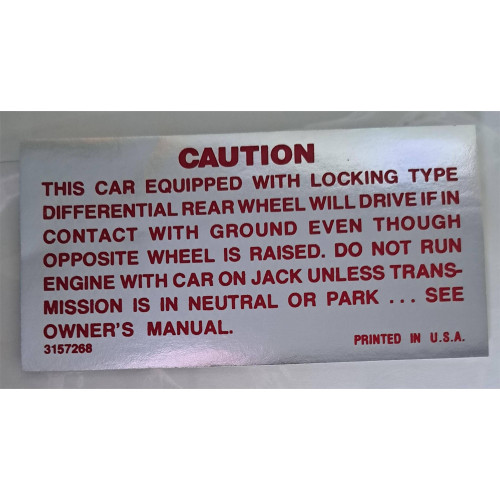 CAUTION
THIS CAR EQUIPPED WITH LOCKING TYPE
DIFFERENTIAL REAR WHEEL WILL DRIVE IF IN
CONTACT WITH GROUND EVEN THOUGH
OPPOSITE WHEEL IS RAISED. DO NOT RUN
ENGINE WITH CAR ON JACK UNLESS TRANS-
MISSION IS IN NEUTRAL OR PARK ... SEE
OWNER'S MANUAL.
3157268
PRINTED IN U.S.A.